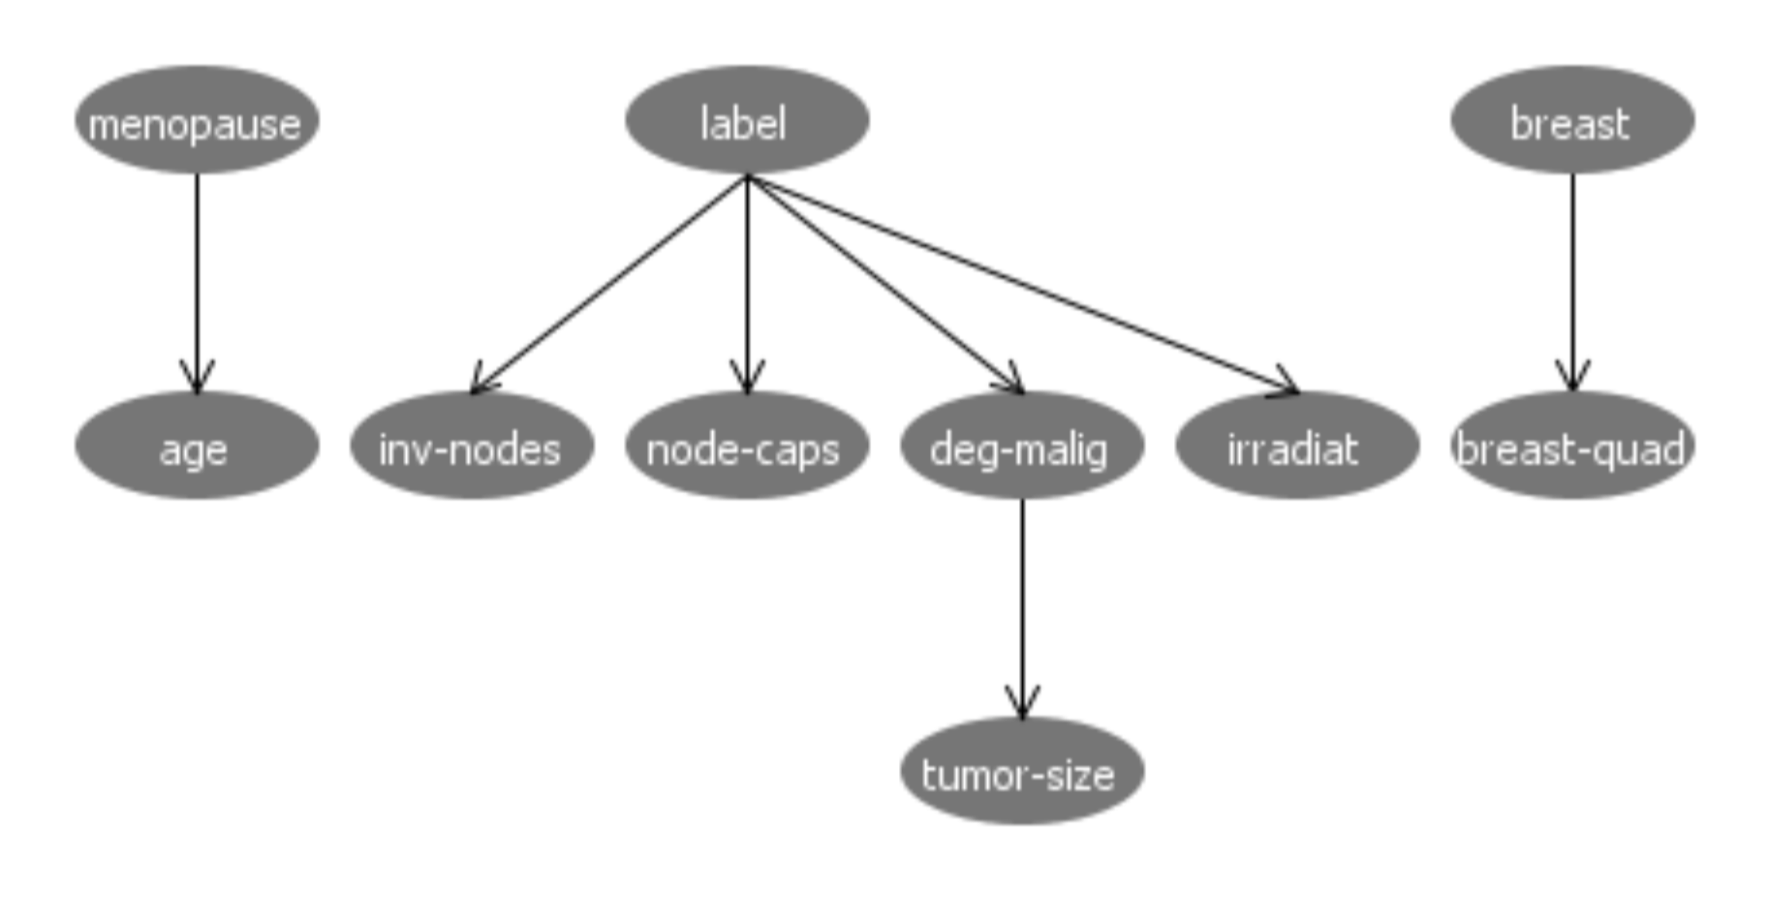 menopause
label
breast
age
inv-nodes
node-caps
deg-malig
irradiat
breast-quad
tumor-size